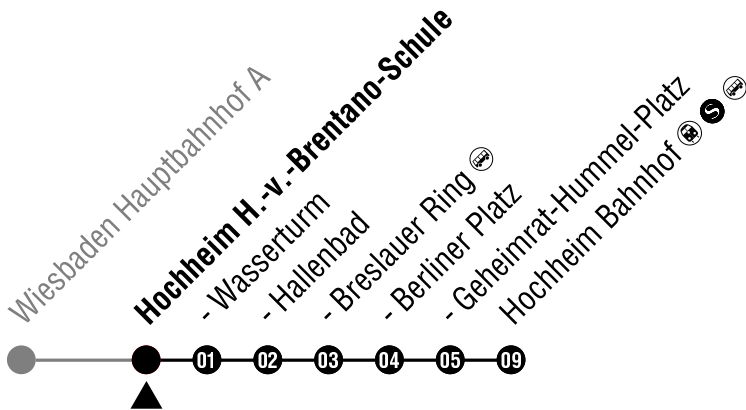 Wiesbaden Hauptbahnhof A
Hochheim H.-v.-Brentano-Schule
- Wasserturm
- Hallenbad
- Breslauer Ring
- Berliner Platz
- Geheimrat-Hummel-Platz
Hochheim Bahnhof S
01 02 03 04 05 09